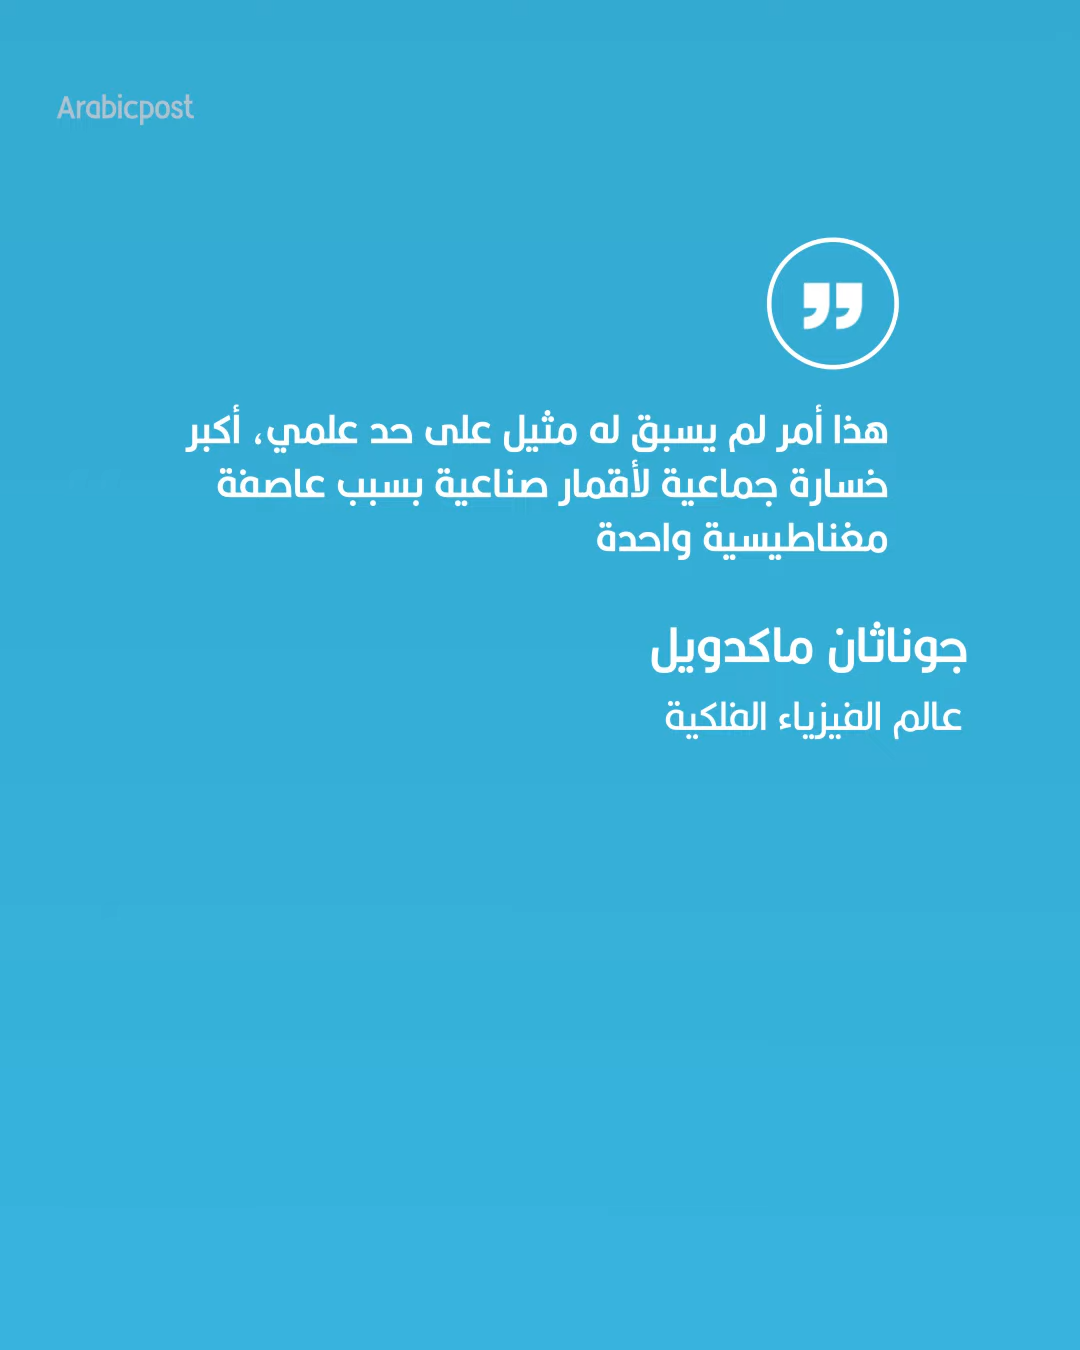 Arabicpost
هذا أمر لم يسبق له مثيل على حد علمي، أكبر
خسارة جماعية لأقمار صناعية بسبب عاصفة
مغناطيسية واحدة
جوناثان ماكدويل
عالم الفيزياء الفلكية